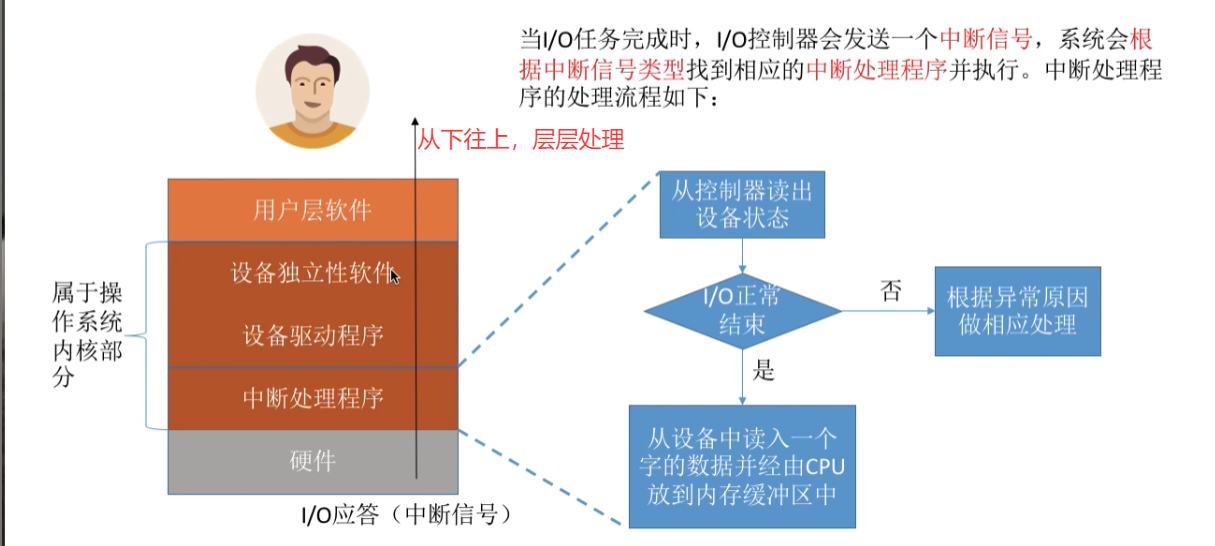 当I/O任务完成时，I/O控制器会发送一个中断信号，系统会根
据中断信号类型找到相应的中断处理程序并执行。中断处理程
序的处理流程如下：
从下往上，层层处理
用户层软件
设备独立性软件
设备驱动程序
中断处理程序
硬件
属于操
作系统
内核部
分
I/O应答（中断信号）
从控制器读出
设备状态
I/O正常
结束
否
根据异常原因
做相应处理
是
从设备中读入一个
字的数据并经由CPU
放到内存缓冲区中